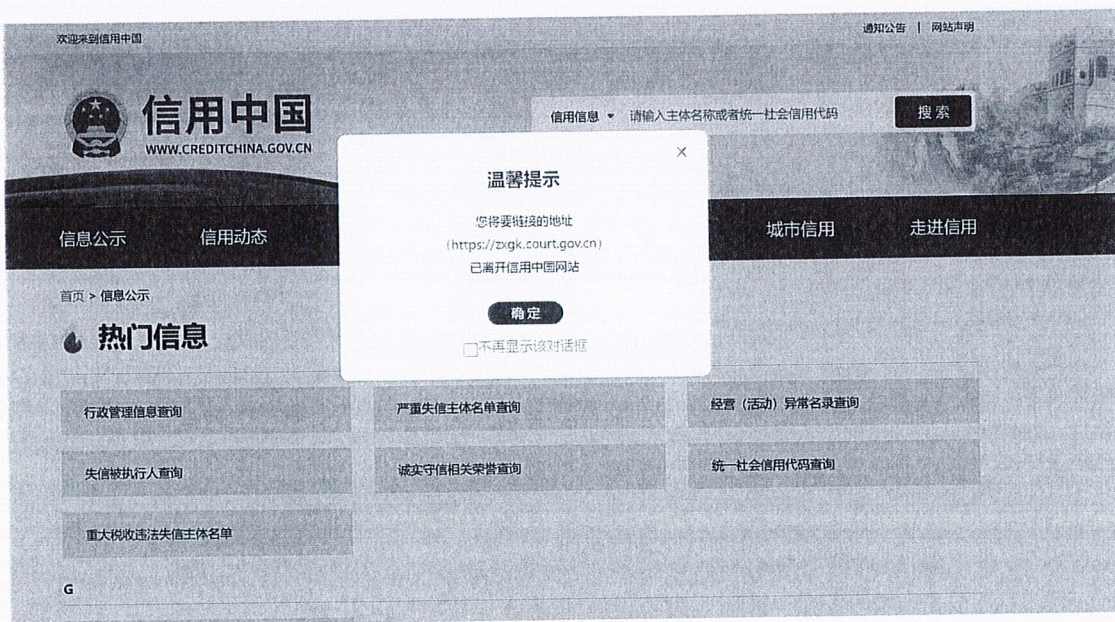 欢迎来到信用中国
通知公告 | 网站声明
信用中国
WWW.CREDITCHINA.GOV.CN
信用信息 请输入主体名称或者统一社会信用代码 搜索
温馨提示
您将要链接的地址
(https://zxgk.court.gov.cn)
已离开信用中国网站
确定
不再显示该对话框
信息公示 信用动态 城市信用 走进信用
首页 > 信息公示
热门信息
行政管理信息查询 严重失信主体名单查询 经营（活动）异常名录查询
失信被执行人查询 诚实守信相关荣誉查询 统一社会信用代码查询
重大税收违法失信主体名单
G